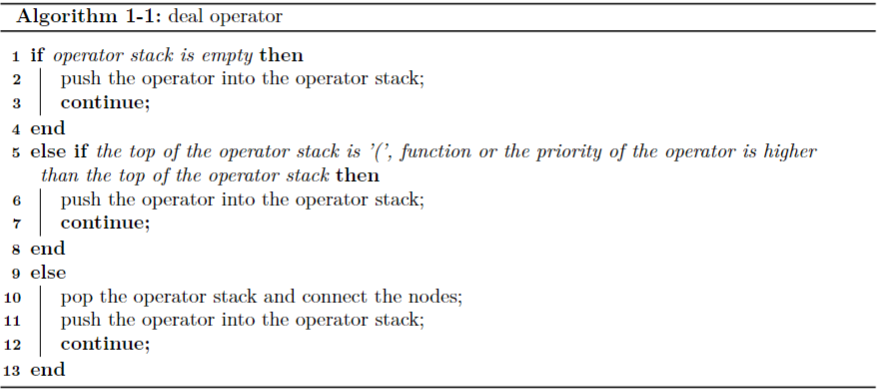 Algorithm 1-1: deal operator
1 if operator stack is empty then
2 push the operator into the operator stack;
3 continue;
4 end
5 else if the top of the operator stack is '(', function or the priority of the operator is higher
than the top of the operator stack then
6 push the operator into the operator stack;
7 continue;
8 end
9 else
10 pop the operator stack and connect the nodes;
11 push the operator into the operator stack;
12 continue;
13 end